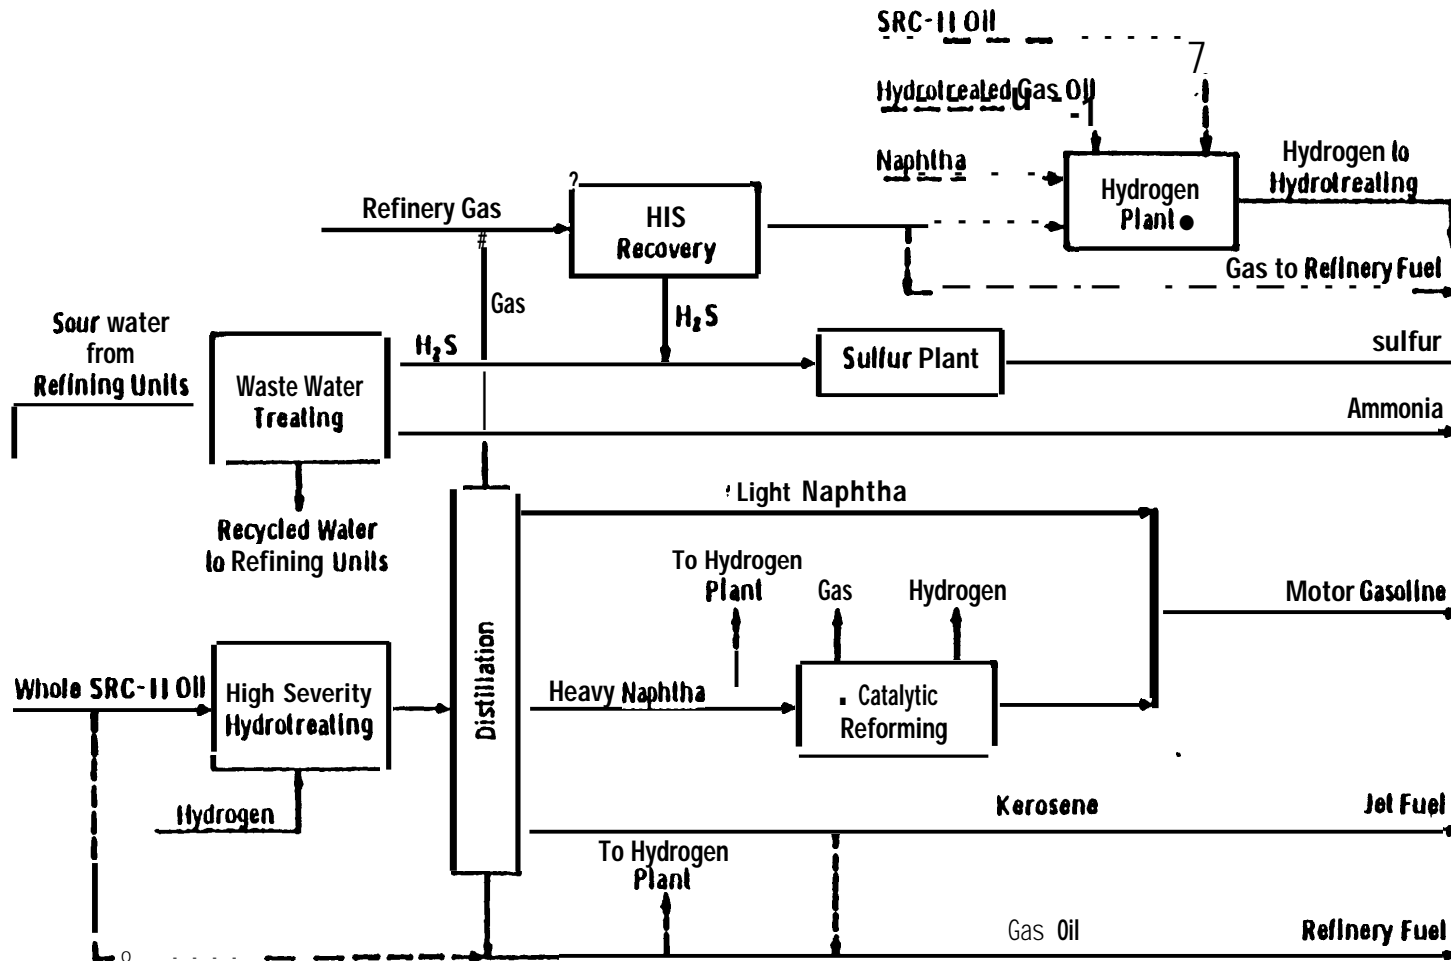 SRC-II Oil
Hydrotreated Gas Oil
Naphtha
Hydrogen
Plant
Hydrogen to
Hydrotreating
Refinery Gas
HIS
Recovery
Gas to Refinery Fuel
Gas
H₂S
Sour water
from
Refining Units
Waste Water
Treating
H₂S
Sulfur Plant
sulfur
Ammonia
Recycled Water
to Refining Units
Light Naphtha
To Hydrogen
Plant
Gas
Hydrogen
Motor Gasoline
Distillation
Whole SRC-II Oil
High Severity
Hydrotreating
Heavy Naphtha
Catalytic
Reforming
Hydrogen
Kerosene
Jet Fuel
To Hydrogen
Plant
Gas Oil
Refinery Fuel